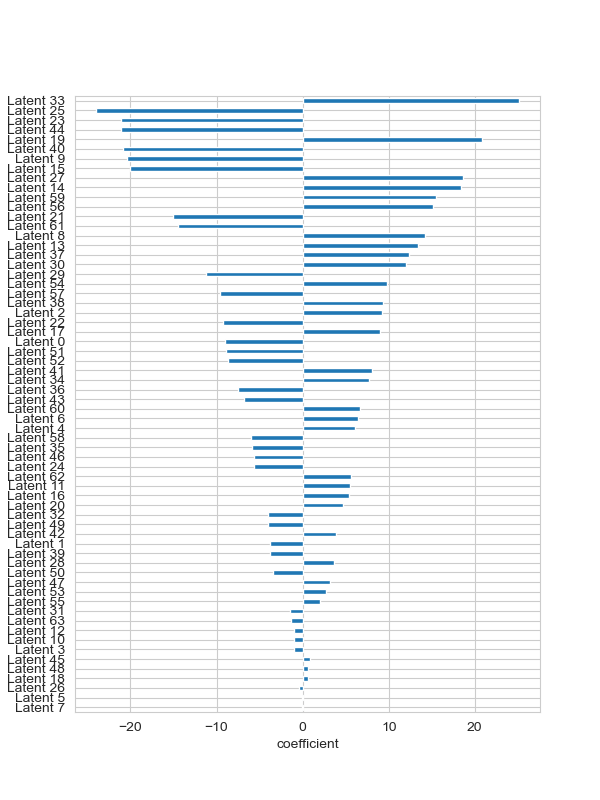 Latent 33
Latent 25
Latent 23
Latent 44
Latent 19
Latent 40
Latent 9
Latent 15
Latent 27
Latent 14
Latent 59
Latent 56
Latent 21
Latent 61
Latent 8
Latent 13
Latent 37
Latent 30
Latent 29
Latent 54
Latent 57
Latent 38
Latent 2
Latent 22
Latent 17
Latent 0
Latent 51
Latent 52
Latent 41
Latent 34
Latent 36
Latent 43
Latent 60
Latent 6
Latent 4
Latent 58
Latent 35
Latent 46
Latent 24
Latent 62
Latent 11
Latent 16
Latent 20
Latent 32
Latent 49
Latent 42
Latent 1
Latent 39
Latent 28
Latent 50
Latent 47
Latent 53
Latent 55
Latent 31
Latent 63
Latent 12
Latent 10
Latent 3
Latent 45
Latent 48
Latent 18
Latent 26
Latent 5
Latent 7
−20 −10 0 10 20
coefficient